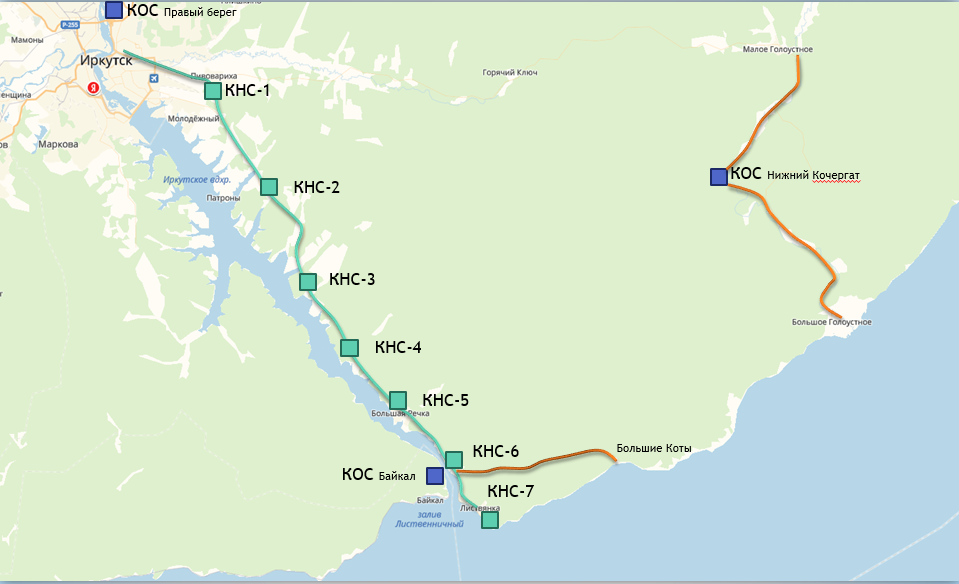 КОС Правый берег
Р-255
Мамоны
Малое Голоустное
Иркутск
Пивовариха
Горячий Ключ
Я
КНС-1
Молодёжный
Маркова
КОС Нижний Кочергат
Иркутское вдхр.
КНС-2
Патроны
КНС-3
Большое Голоустное
КНС-4
КНС-5
Большая Речка
КНС-6
Большие Коты
КОС Байкал
КНС-7
Байкал
Листвянка
залив
Лиственничный